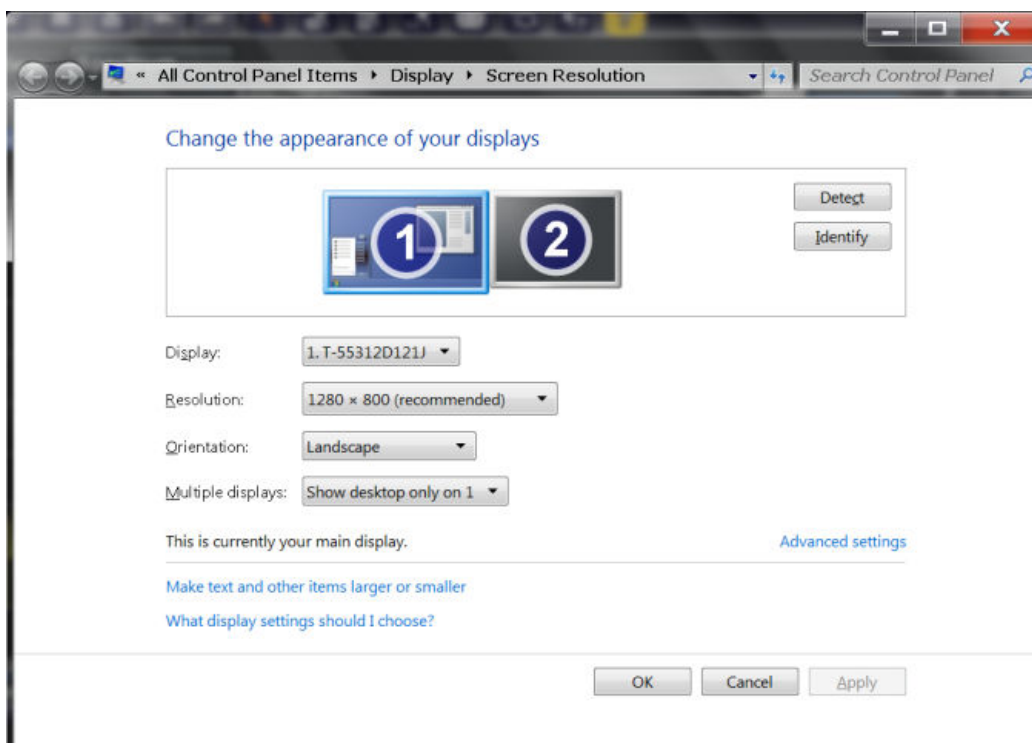 « All Control Panel Items ▸ Display ▸ Screen Resolution Search Control Panel
Change the appearance of your displays
1 2
Detect
Identify
Display: 1. T-55312D121J
Resolution: 1280 × 800 (recommended)
Orientation: Landscape
Multiple displays: Show desktop only on 1
This is currently your main display. Advanced settings
Make text and other items larger or smaller
What display settings should I choose?
OK Cancel Apply